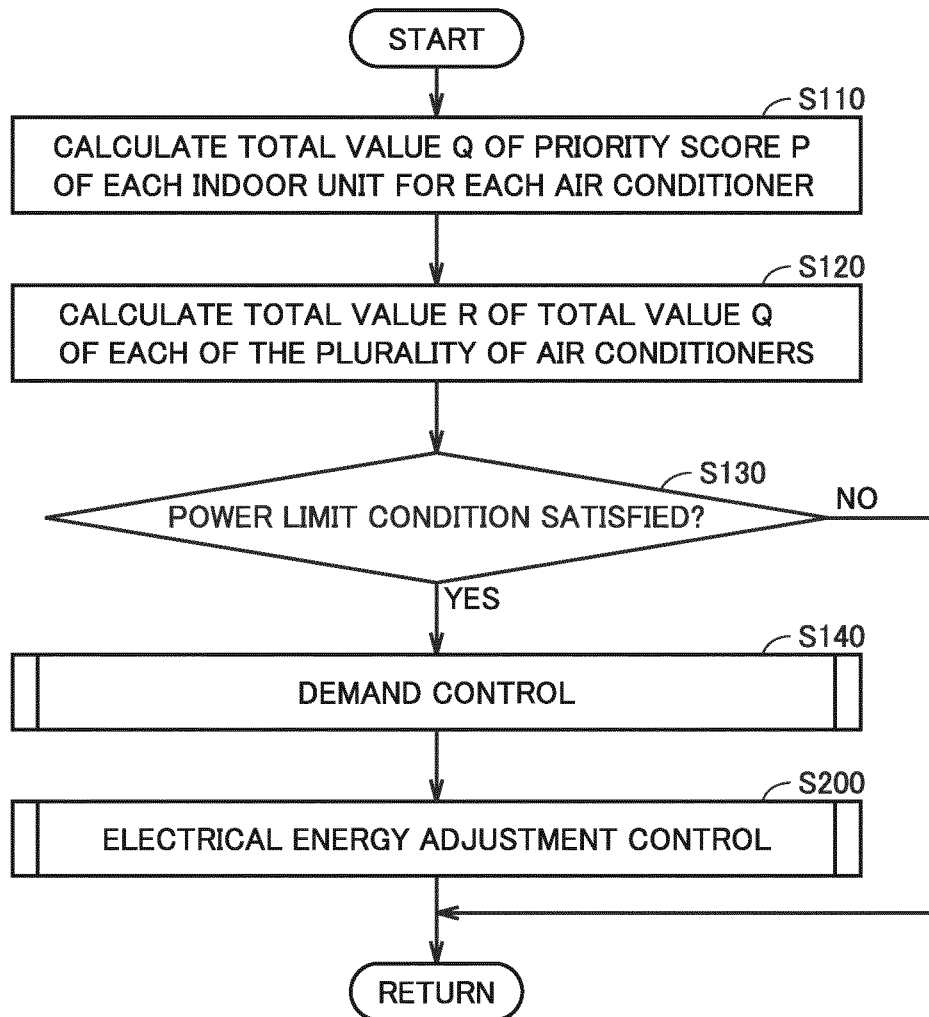 START
S110
CALCULATE TOTAL VALUE Q OF PRIORITY SCORE P
OF EACH INDOOR UNIT FOR EACH AIR CONDITIONER
S120
CALCULATE TOTAL VALUE R OF TOTAL VALUE Q
OF EACH OF THE PLURALITY OF AIR CONDITIONERS
S130
POWER LIMIT CONDITION SATISFIED?
NO
YES
S140
DEMAND CONTROL
S200
ELECTRICAL ENERGY ADJUSTMENT CONTROL
RETURN